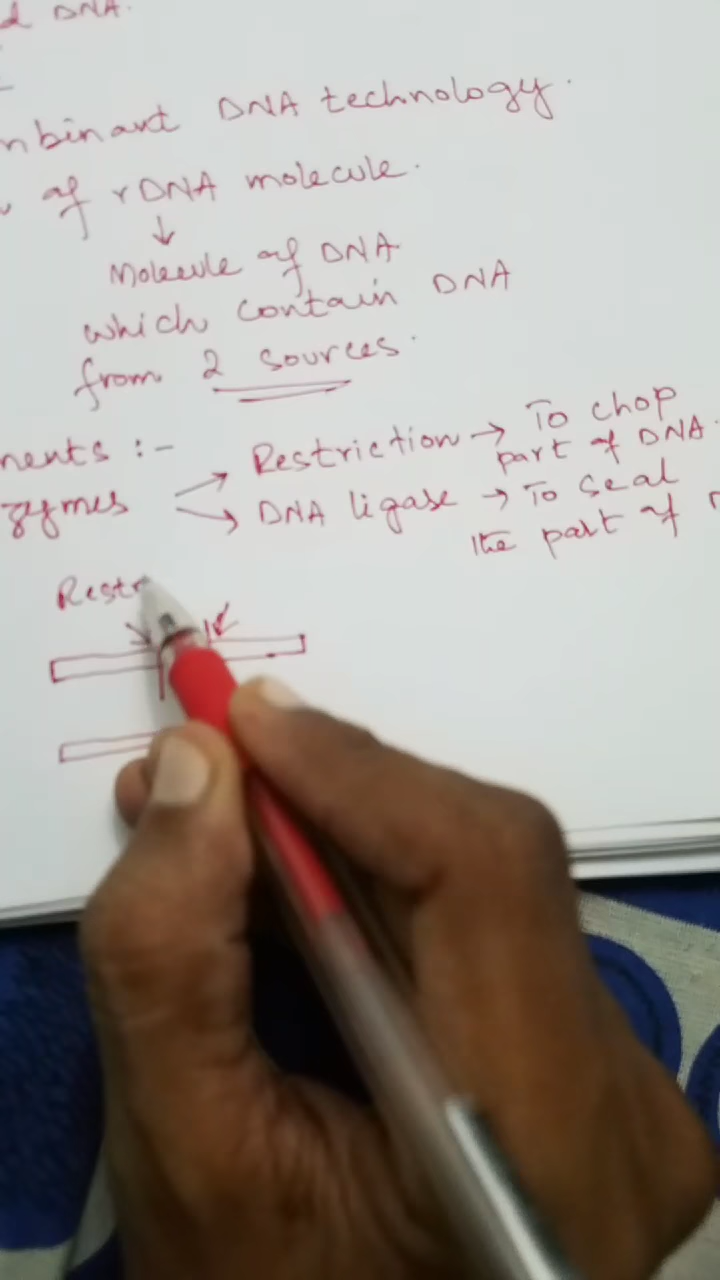 d DNA.
mbinant DNA technology.
of rDNA molecule.
↓
Molecule of DNA
which contain DNA
from 2 sources.
nents :-
zymes
Restriction → To chop
part of DNA.
DNA ligase → To seal
the part of
Restr